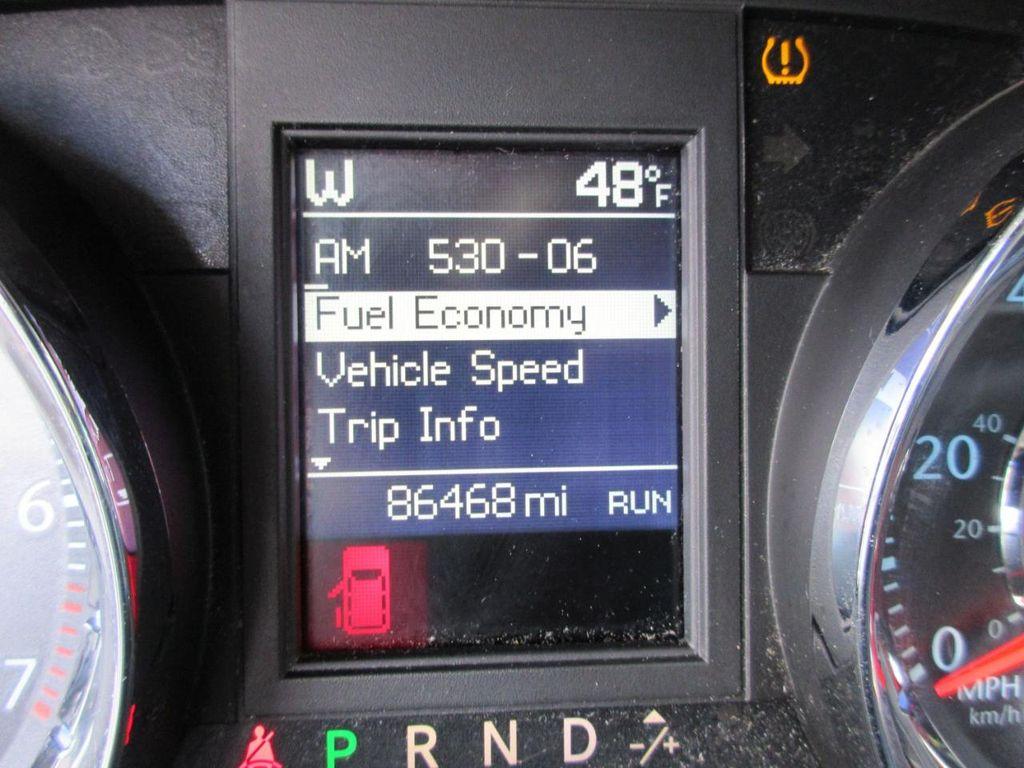 W 48°F
AM 530-06
Fuel Economy
Vehicle Speed
Trip Info
86468 mi RUN
P R N D -/+
6
7
40
20
20
0
0
MPH
km/h